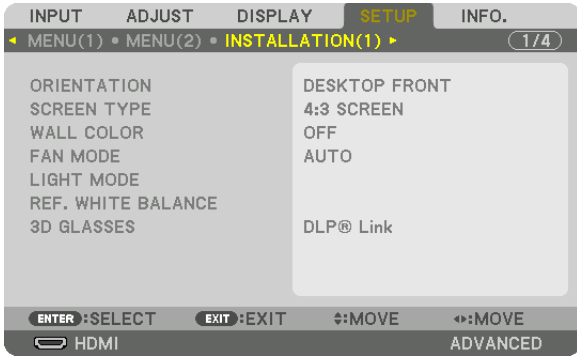 INPUT ADJUST DISPLAY SETUP INFO.
MENU(1) • MENU(2) • INSTALLATION(1) 1/4
ORIENTATION DESKTOP FRONT
SCREEN TYPE 4:3 SCREEN
WALL COLOR OFF
FAN MODE AUTO
LIGHT MODE
REF. WHITE BALANCE
3D GLASSES DLP® Link
ENTER :SELECT EXIT :EXIT :MOVE :MOVE
HDMI ADVANCED